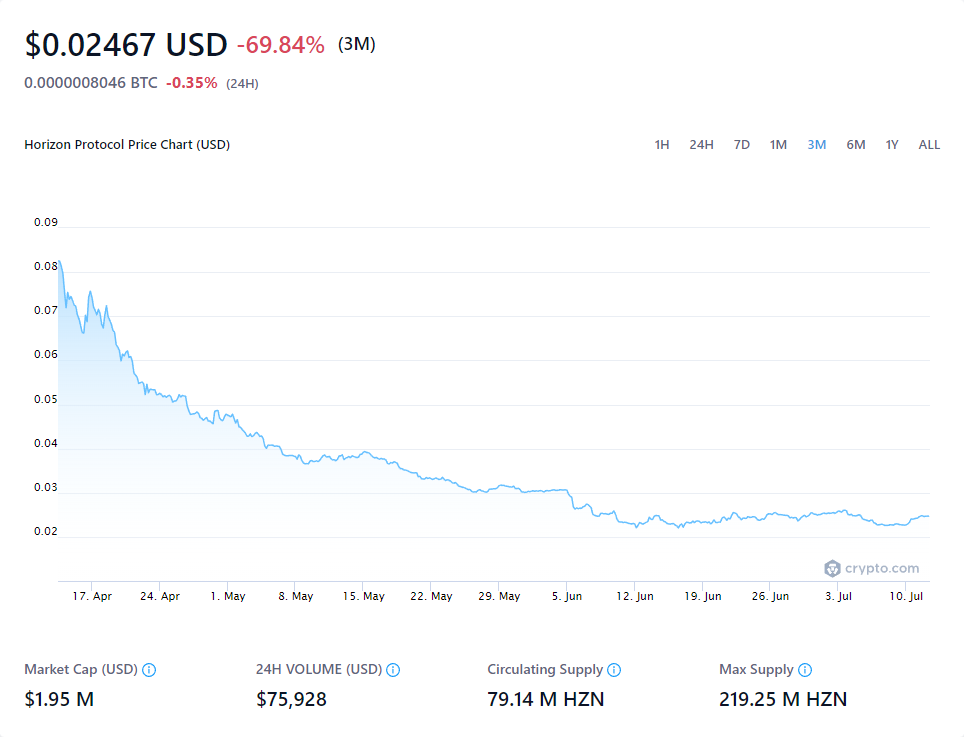 $0.02467 USD -69.84% (3M)
0.0000008046 BTC -0.35% (24H)
Horizon Protocol Price Chart (USD)
1H 24H 7D 1M 3M 6M 1Y ALL
0.09
0.08
0.07
0.06
0.05
0.04
0.03
0.02
crypto.com
17. Apr 24. Apr 1. May 8. May 15. May 22. May 29. May 5. Jun 12. Jun 19. Jun 26. Jun 3. Jul 10. Jul
Market Cap (USD) 24H VOLUME (USD) Circulating Supply Max Supply
$1.95 M $75,928 79.14 M HZN 219.25 M HZN